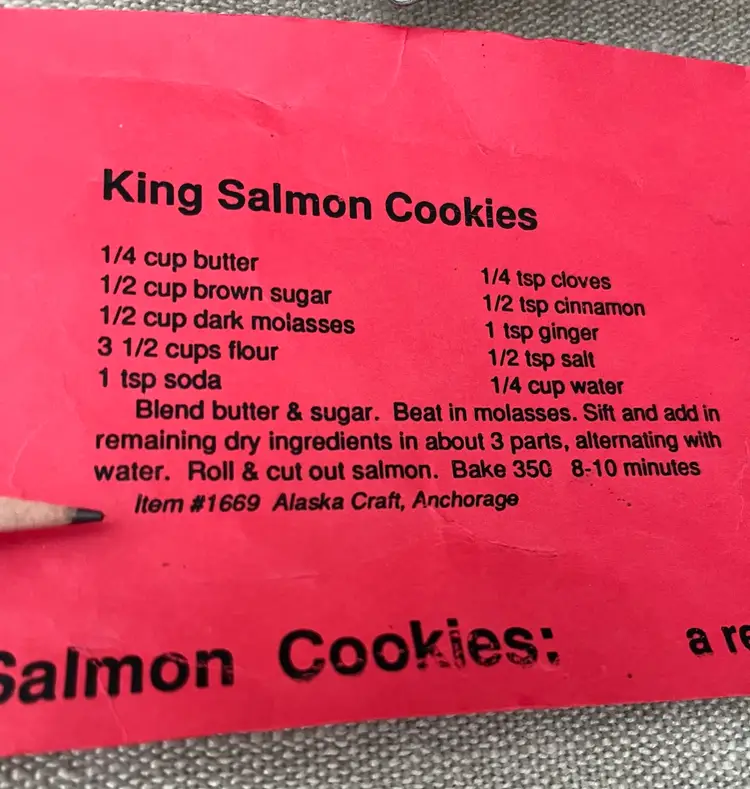 King Salmon Cookies
1/4 cup butter
1/2 cup brown sugar
1/2 cup dark molasses
3 1/2 cups flour
1 tsp soda
1/4 tsp cloves
1/2 tsp cinnamon
1 tsp ginger
1/2 tsp salt
1/4 cup water
Blend butter & sugar. Beat in molasses. Sift and add in
remaining dry ingredients in about 3 parts, alternating with
water. Roll & cut out salmon. Bake 350 8-10 minutes
Item #1669 Alaska Craft, Anchorage
Salmon Cookies: a